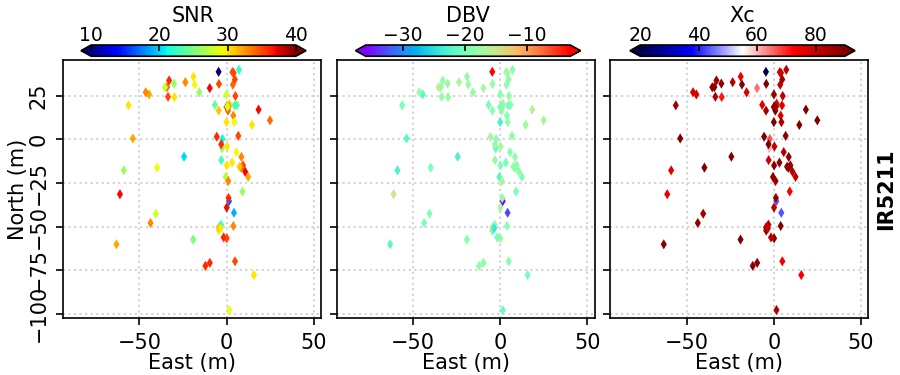 SNR DBV Xc
10 20 30 40 −30 −20 −10 20 40 60 80
25
0
−25
−50
−75
−100
North (m)
−50 0 50 −50 0 50 −50 0 50
East (m) East (m) East (m)
IR5211